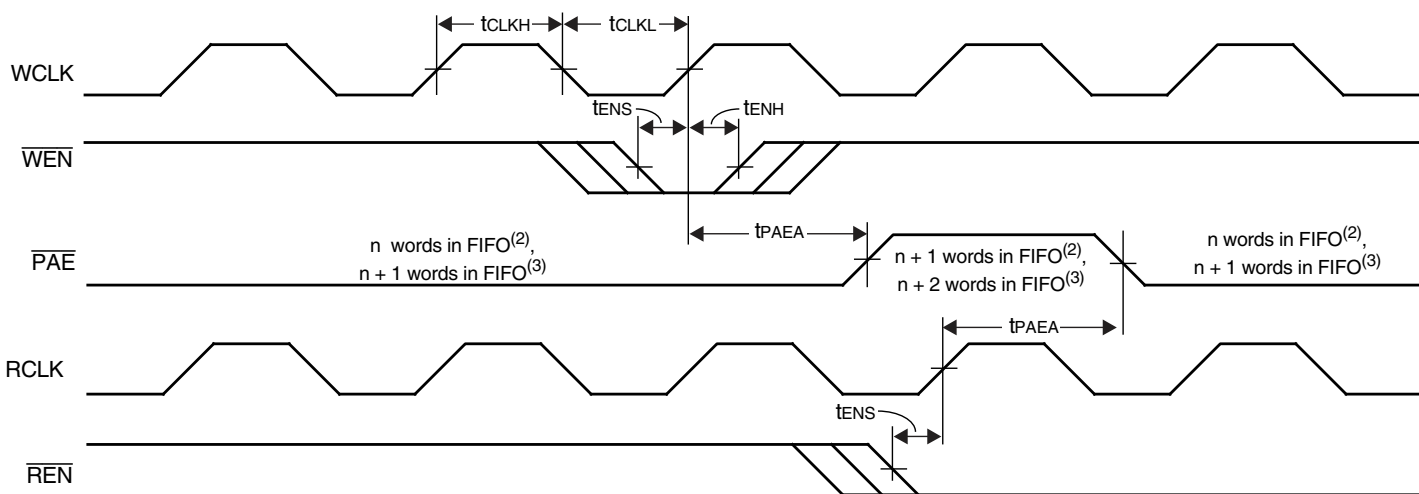 tCLKH
tCLKL
WCLK
tENS
tENH
WEN
tPAEA
PAE
n words in FIFO(2),
n + 1 words in FIFO(3)
n + 1 words in FIFO(2),
n + 2 words in FIFO(3)
n words in FIFO(2),
n + 1 words in FIFO(3)
tPAEA
RCLK
tENS
REN